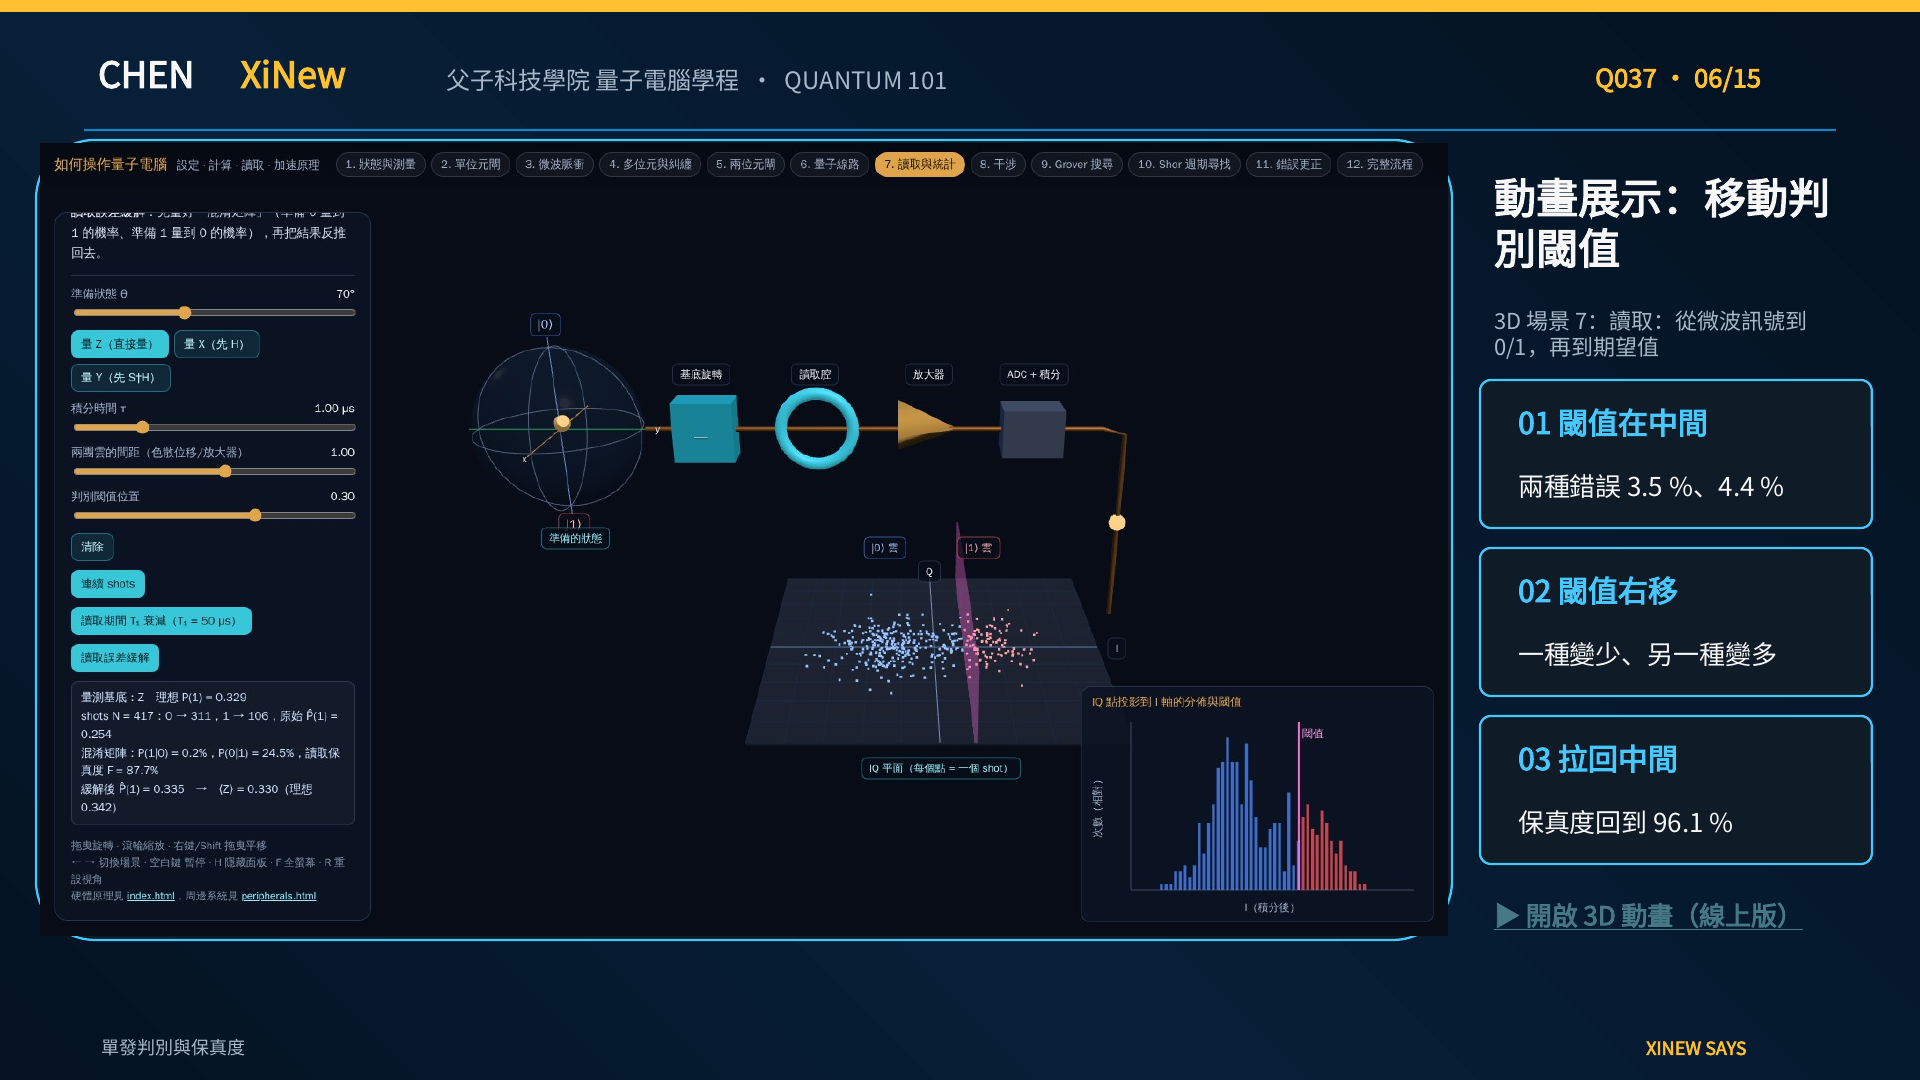 CHEN XiNew
父子科技學院 量子電腦學程 · QUANTUM 101
Q037 · 06/15
如何操作量子電腦 設定 · 計算 · 讀取 · 加速原理
1. 狀態與測量
2. 單位元閘
3. 微波脈衝
4. 多位元與糾纏
5. 兩位元閘
6. 量子線路
7. 讀取與統計
8. 干涉
9. Grover 搜尋
10. Shor 週期尋找
11. 錯誤更正
12. 完整流程
1 的機率、準備 1 量到 0 的機率），再把結果反推
回去。
準備狀態 θ 70°
量 Z（直接量）
量 X（先 H）
量 Y（先 S†H）
積分時間 τ 1.00 µs
兩團雲的間距（色散位移/放大器） 1.00
判別閾值位置 0.30
清除
連續 shots
讀取期間 T₁ 衰減（T₁ = 50 µs）
讀取誤差緩解
量測基底：Z 理想 P(1) = 0.329
shots N = 417：0 → 311，1 → 106，原始 P̂(1) =
0.254
混淆矩陣：P(1|0) = 0.2%，P(0|1) = 24.5%，讀取保
真度 F = 87.7%
緩解後 P̂(1) = 0.335 → ⟨Z⟩ = 0.330（理想
0.342）
拖曳旋轉 · 滾輪縮放 · 右鍵/Shift 拖曳平移
←→ 切換場景 · 空白鍵 暫停 · H 隱藏面板 · F 全螢幕 · R 重
設視角
硬體原理見 index.html，周邊系統見 peripherals.html
|0⟩
y
x
|1⟩
準備的狀態
基底旋轉
讀取腔
放大器
ADC + 積分
|0⟩ 雲
|1⟩ 雲
Q
I
IQ 平面（每個點 = 一個 shot）
IQ 點投影到 I 軸的分佈與閾值
閾值
次數（相對）
I（積分後）
動畫展示：移動判
別閾值
3D 場景 7：讀取：從微波訊號到
0/1，再到期望值
01 閾值在中間
兩種錯誤 3.5 %、4.4 %
02 閾值右移
一種變少、另一種變多
03 拉回中間
保真度回到 96.1 %
▶ 開啟 3D 動畫（線上版）
單發判別與保真度
XINEW SAYS